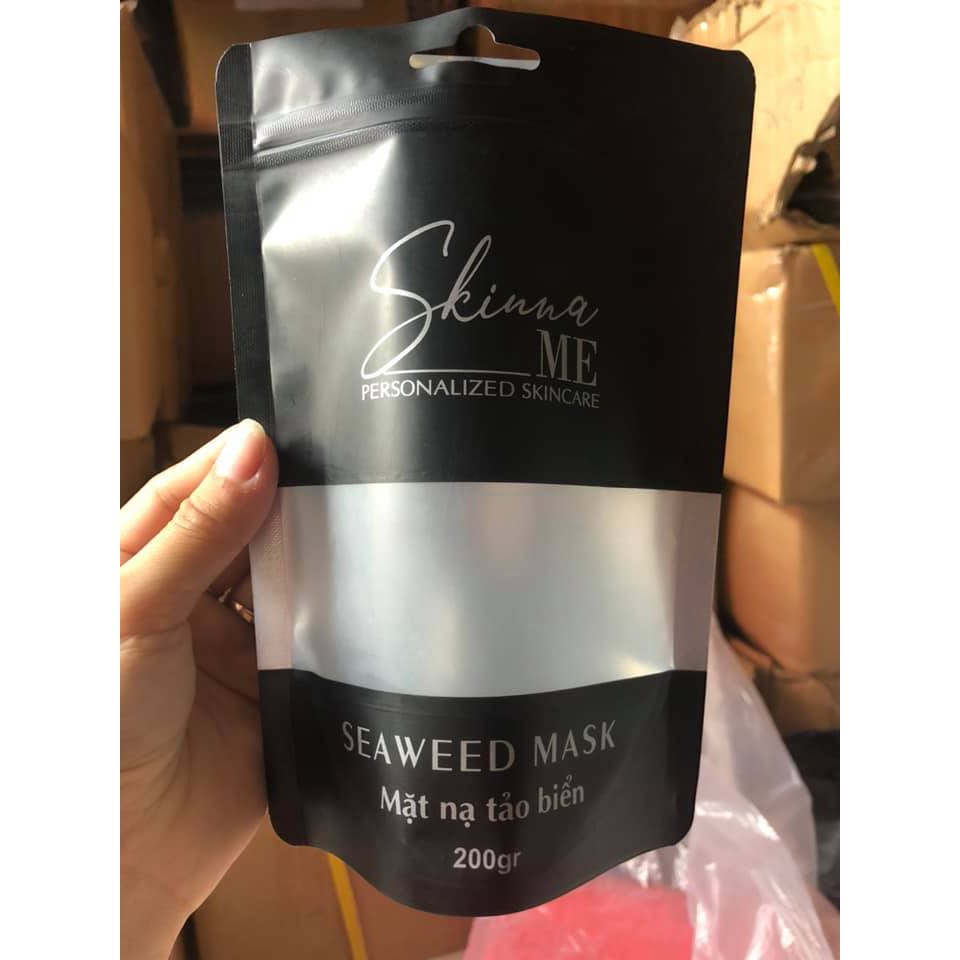 Skinna
ME
PERSONALIZED SKINCARE
SEAWEED MASK
Mặt nạ tảo biển
200gr